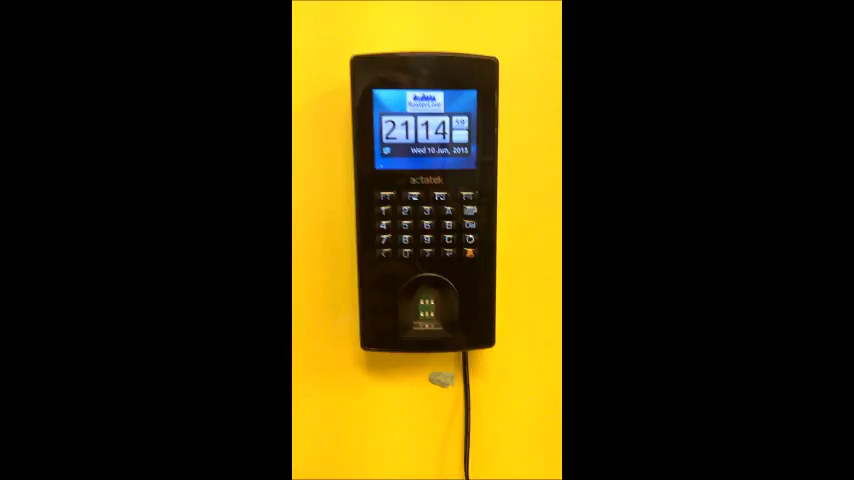 RosterLive
21 14
Wed 10 Jun, 2015
actatek
F1 F2 F3 F4
1 2 3 A
4 5 6 B Del
7 8 9 C
< 0 > ↵